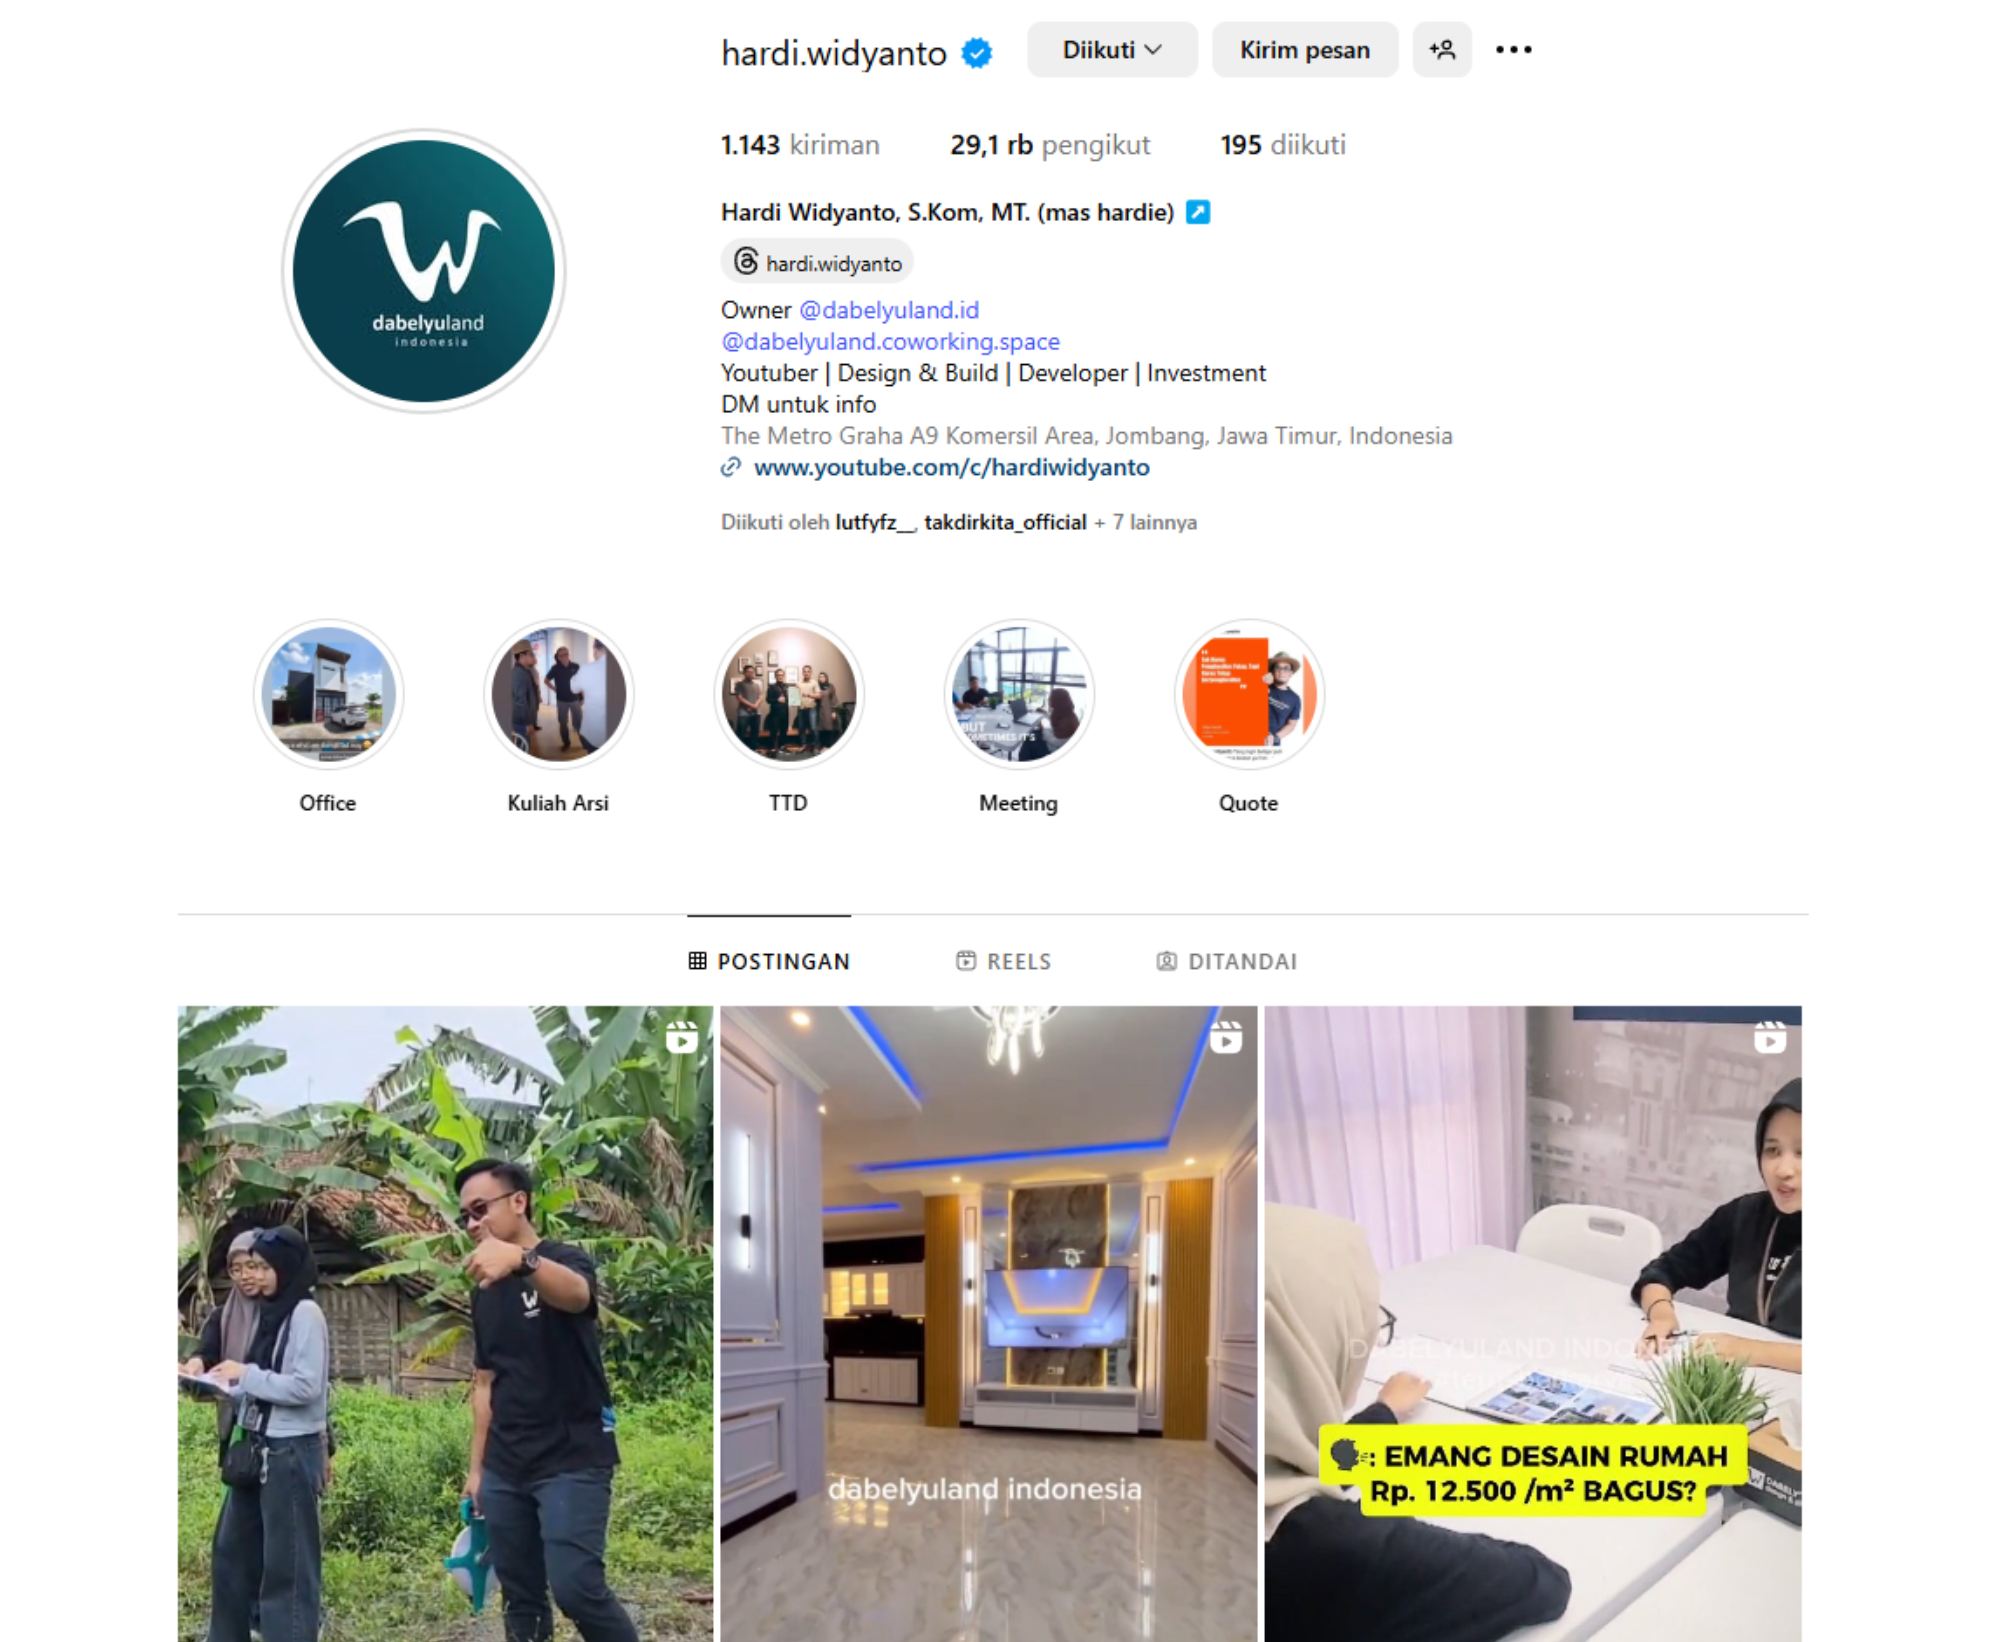 hardi.widyanto
Diikuti
Kirim pesan
1.143 kiriman
29,1 rb pengikut
195 diikuti
Hardi Widyanto, S.Kom, MT. (mas hardie)
hardi.widyanto
Owner @dabelyuland.id
@dabelyuland.coworking.space
Youtuber | Design & Build | Developer | Investment
DM untuk info
The Metro Graha A9 Komersil Area, Jombang, Jawa Timur, Indonesia
www.youtube.com/c/hardiwidyanto
Diikuti oleh lutfyfz__, takdirkita_official + 7 lainnya
dabelyuland
indonesia
BUT
SOMETIMES IT'S
Office
Kuliah Arsi
TTD
Meeting
Quote
POSTINGAN
REELS
DITANDAI
dabelyuland indonesia
DABELYULAND INDONESIA
: EMANG DESAIN RUMAH
Rp. 12.500 /m² BAGUS?